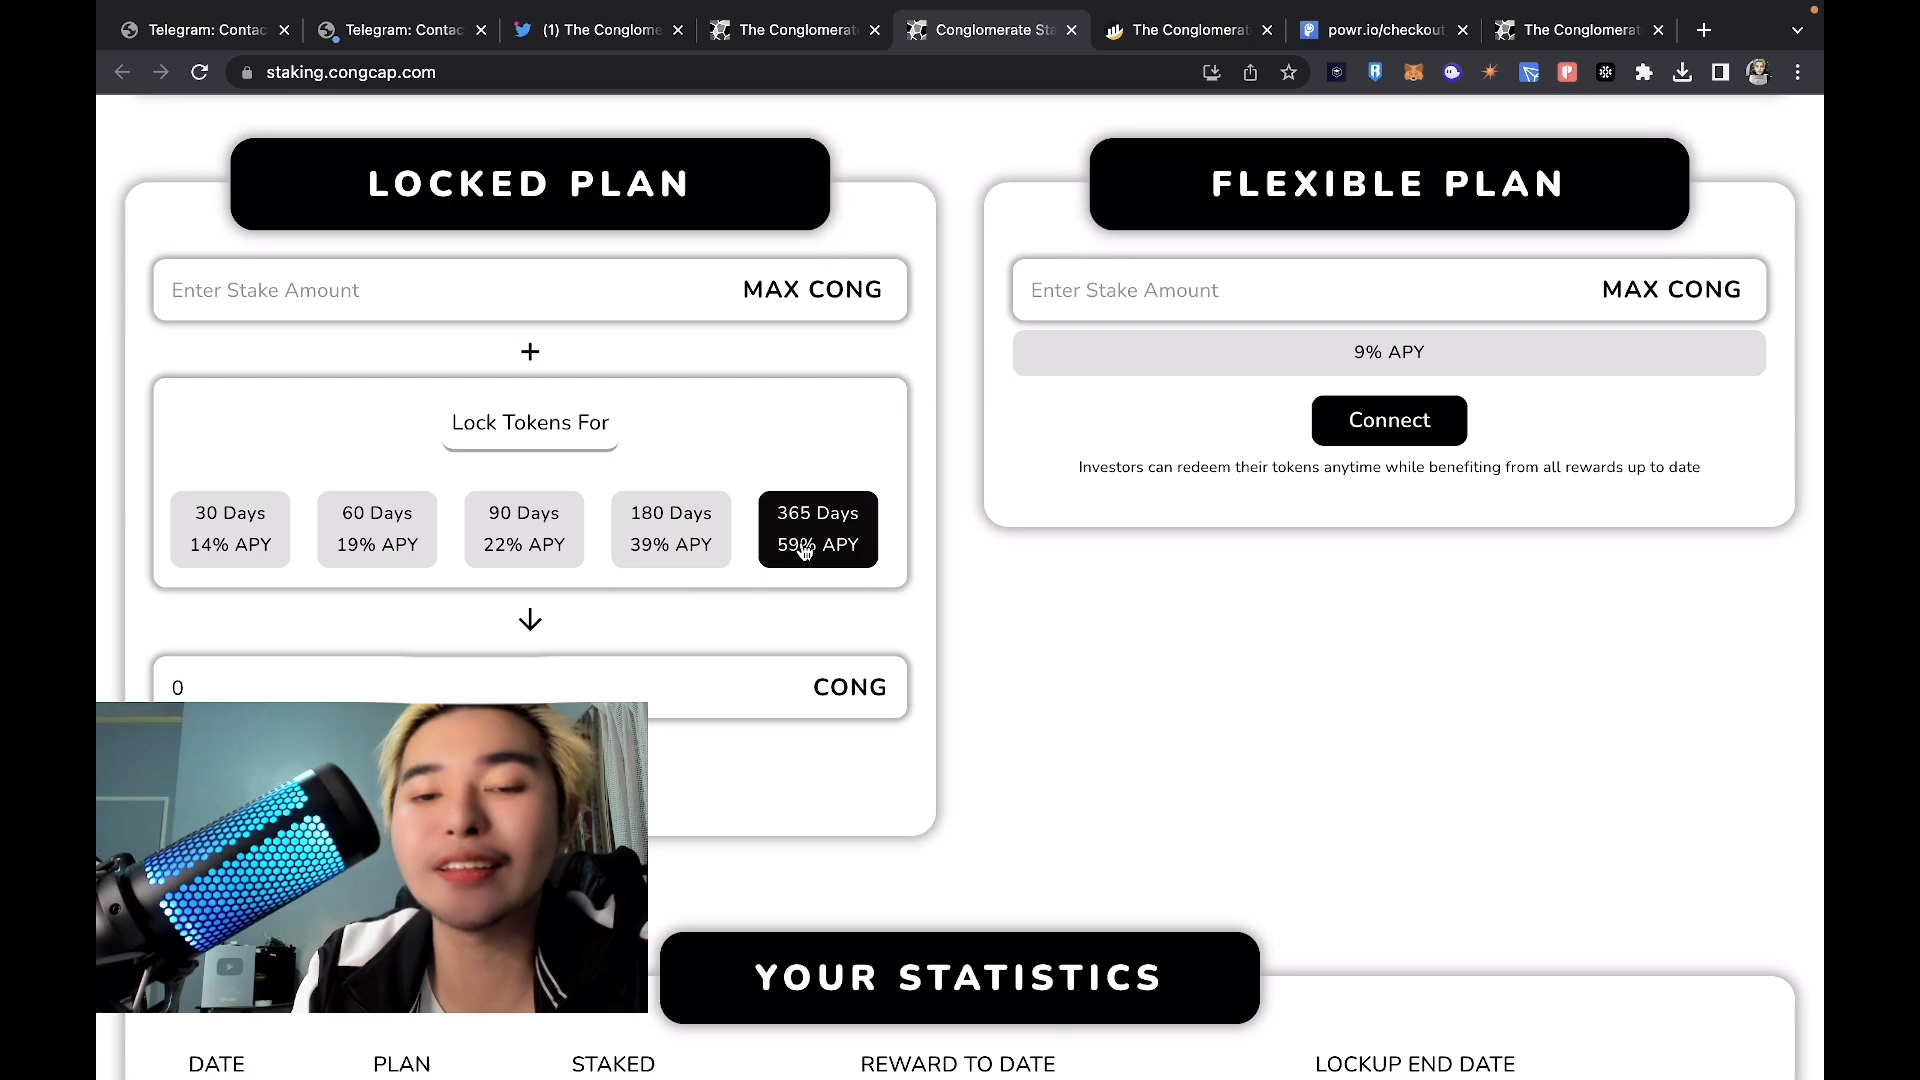 Telegram: Contac
Telegram: Contac
(1) The Conglome
The Conglomerat
Conglomerate Sta
The Conglomerat
powr.io/checkout
The Conglomerat
staking.congcap.com
LOCKED PLAN
Enter Stake Amount MAX CONG
+
Lock Tokens For
30 Days
14% APY
60 Days
19% APY
90 Days
22% APY
180 Days
39% APY
365 Days
59% APY
0 CONG
FLEXIBLE PLAN
Enter Stake Amount MAX CONG
9% APY
Connect
Investors can redeem their tokens anytime while benefiting from all rewards up to date
YOUR STATISTICS
DATE PLAN STAKED REWARD TO DATE LOCKUP END DATE